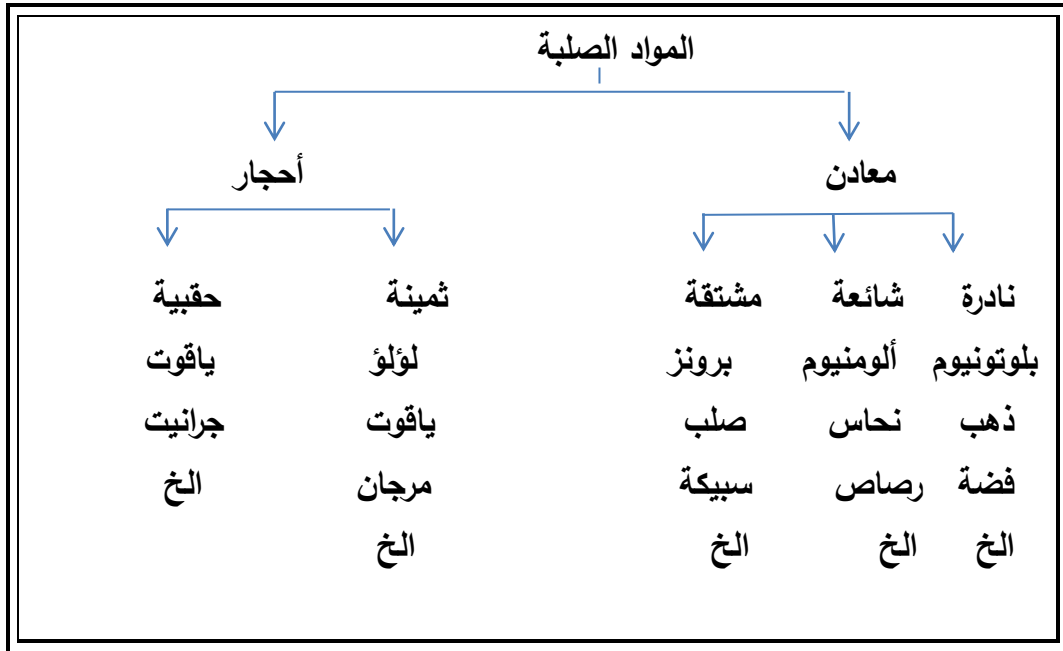 المواد الصلبة
معادن أحجار
نادرة شائعة مشتقة ثمينة حقبية
بلوتونيوم ألومنيوم برونز لؤلؤ ياقوت
ذهب نحاس صلب ياقوت جرانيت
فضة رصاص سبيكة مرجان الخ
الخ الخ الخ الخ